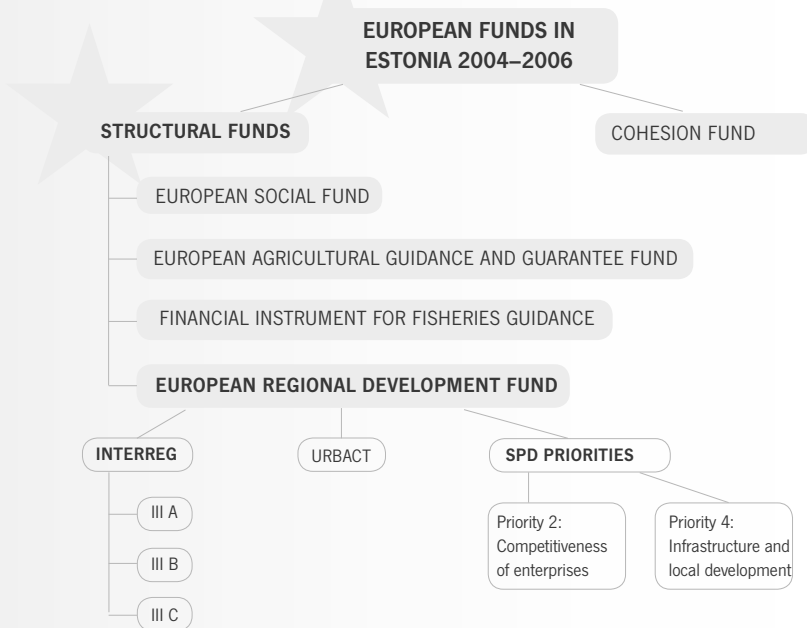 EUROPEAN FUNDS IN
ESTONIA 2004–2006
STRUCTURAL FUNDS
COHESION FUND
EUROPEAN SOCIAL FUND
EUROPEAN AGRICULTURAL GUIDANCE AND GUARANTEE FUND
FINANCIAL INSTRUMENT FOR FISHERIES GUIDANCE
EUROPEAN REGIONAL DEVELOPMENT FUND
INTERREG
URBACT
SPD PRIORITIES
III A
III B
III C
Priority 2:
Competitiveness
of enterprises
Priority 4:
Infrastructure and
local development